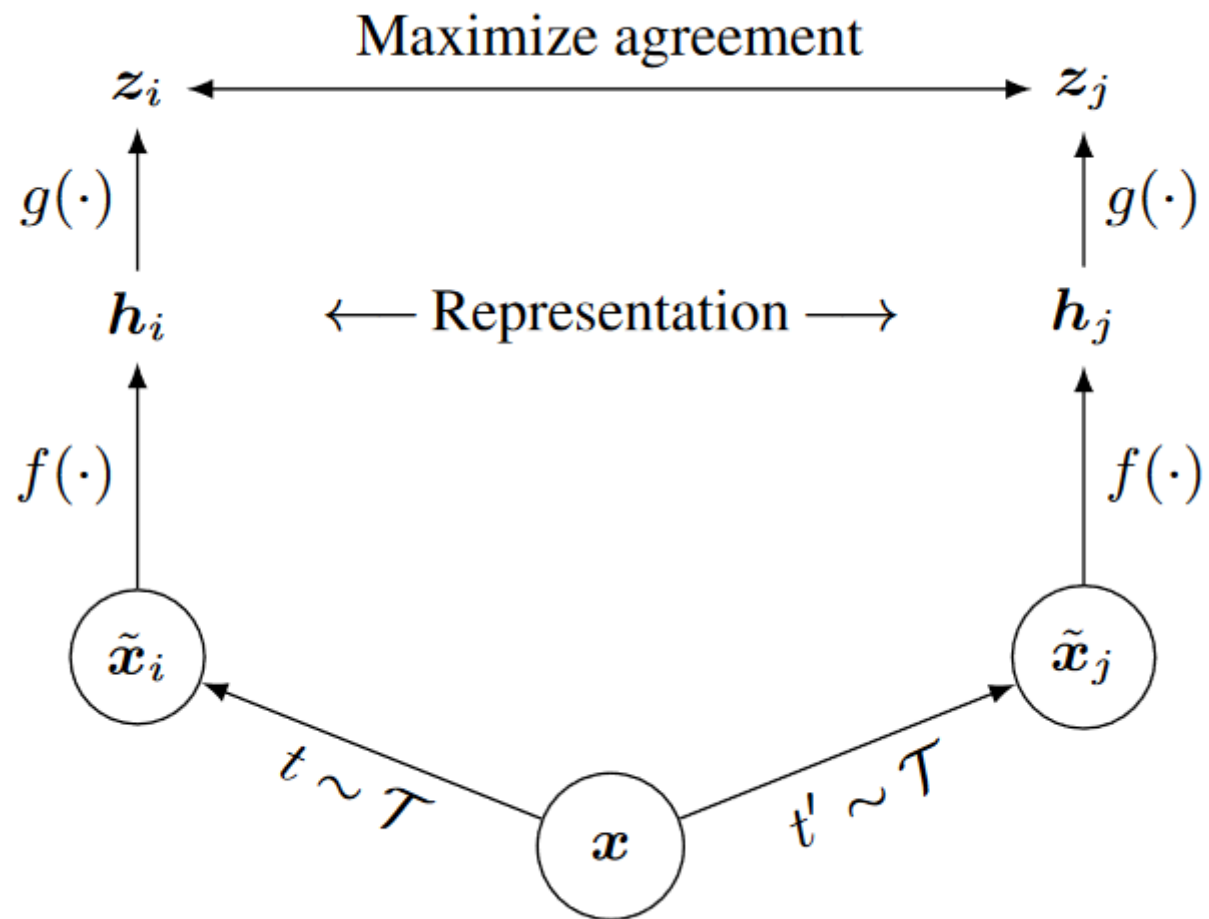 Maximize agreement
z_i z_j
g(·) g(·)
h_i ← Representation → h_j
f(·) f(·)
x̃_i x̃_j
t ∼ 𝒯 t' ∼ 𝒯
x